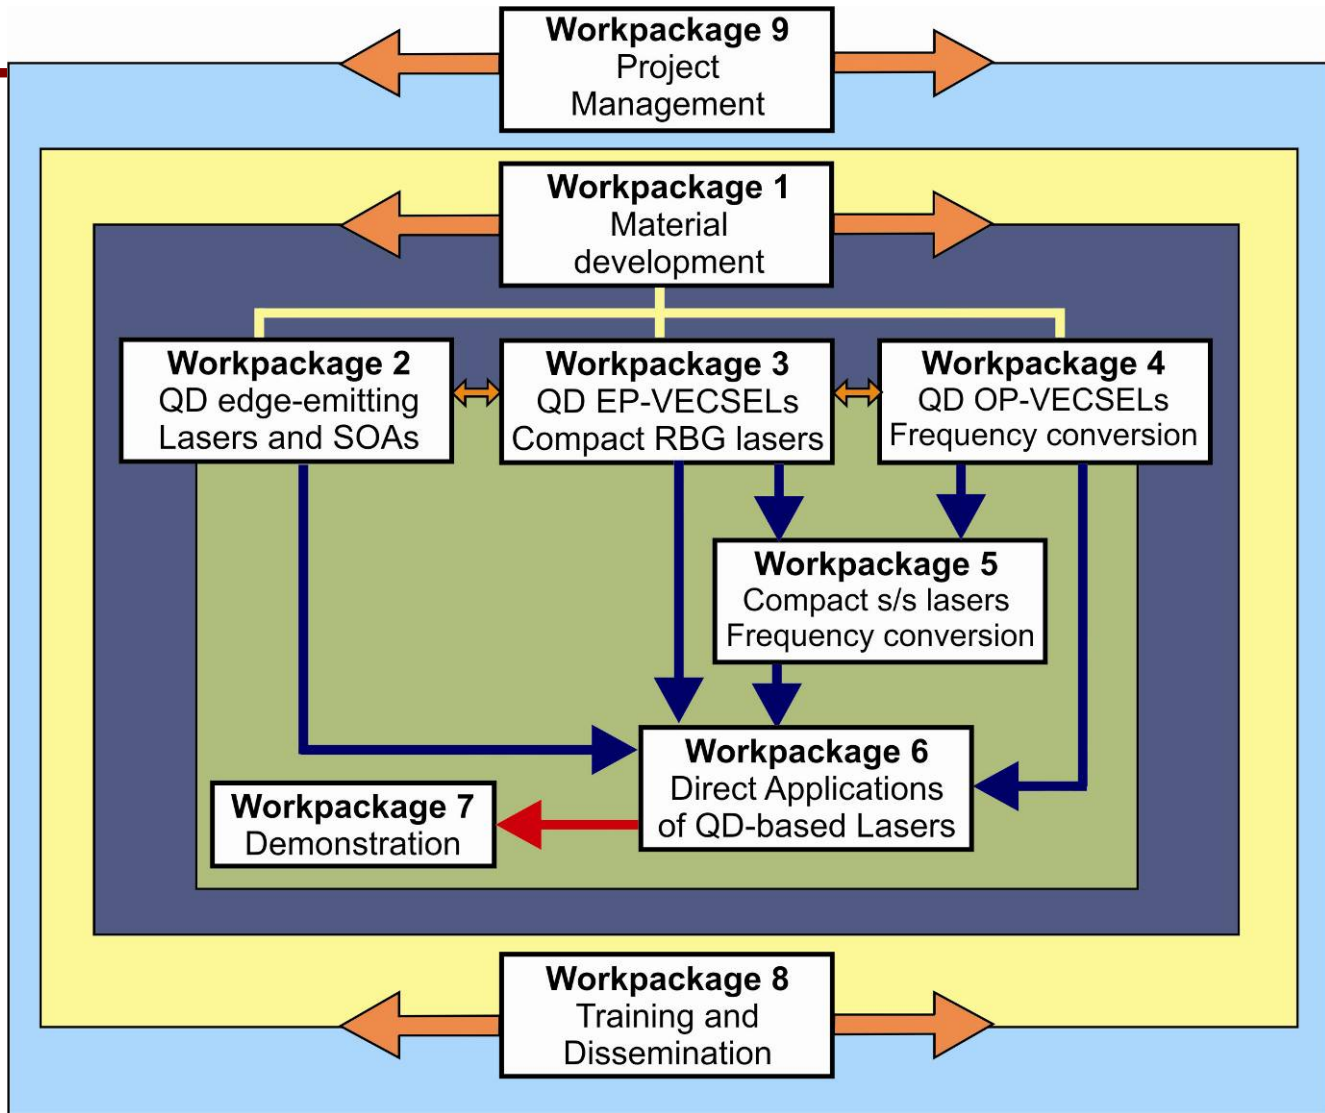 Workpackage 9
Project
Management
Workpackage 1
Material
development
Workpackage 2
QD edge-emitting
Lasers and SOAs
Workpackage 3
QD EP-VECSELs
Compact RBG lasers
Workpackage 4
QD OP-VECSELs
Frequency conversion
Workpackage 5
Compact s/s lasers
Frequency conversion
Workpackage 6
Direct Applications
of QD-based Lasers
Workpackage 7
Demonstration
Workpackage 8
Training and
Dissemination